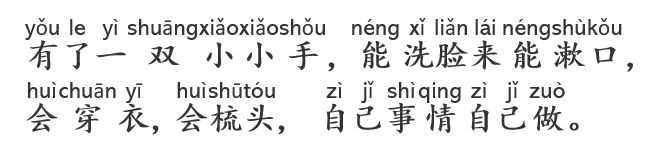 yǒu le yì shuāngxiǎoxiǎoshǒu néng xǐ liǎn lái néngshùkǒu
有了一双小小手，能洗脸来能漱口，
huìchuān yī huìshūtóu zì jǐ shìqing zì jǐ zuò
会穿衣，会梳头，自己事情自己做。